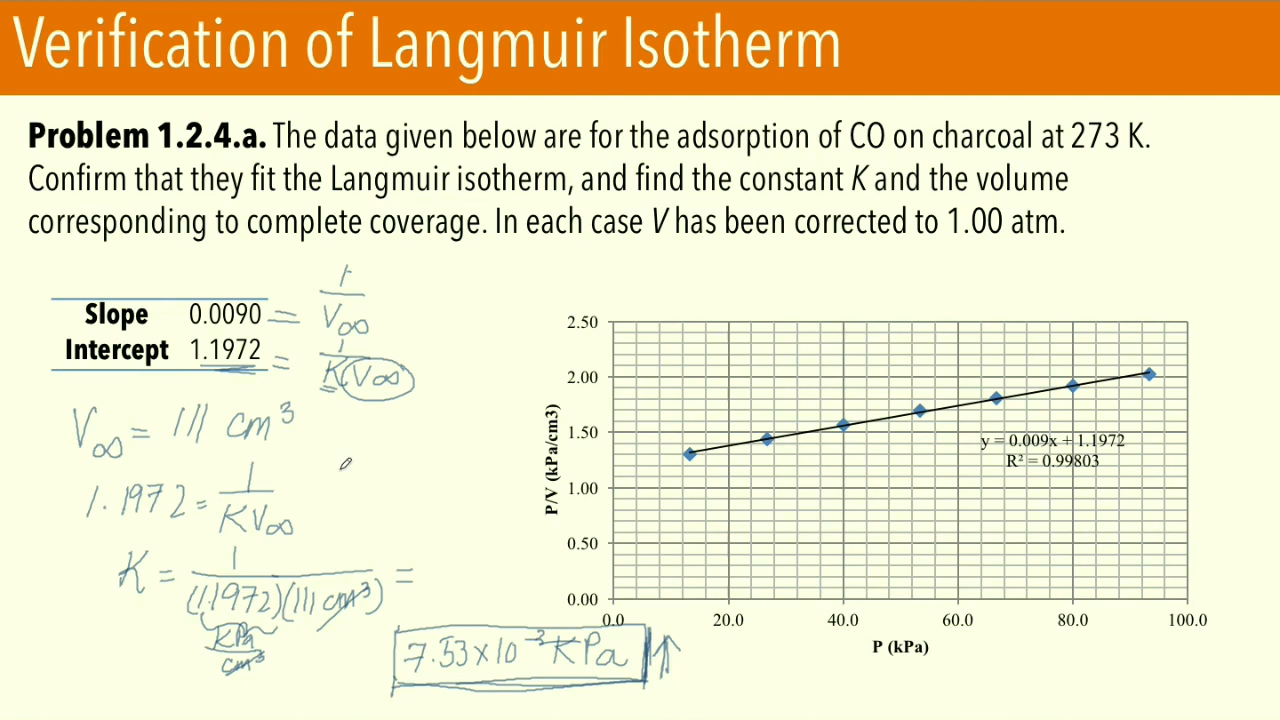 Verification of Langmuir Isotherm
Problem 1.2.4.a. The data given below are for the adsorption of CO on charcoal at 273 K.
Confirm that they fit the Langmuir isotherm, and find the constant K and the volume
corresponding to complete coverage. In each case V has been corrected to 1.00 atm.
Slope 0.0090 = 1/V∞
Intercept 1.1972 = 1/K(V∞)
V∞ = 111 cm³
1.1972 = 1/KV∞
K = 1/(1.1972)(111 cm³) =
KPa/cm³
7.53x10⁻³ KPa
P/V (kPa/cm3)
2.50
2.00
1.50
1.00
0.50
0.00
y = 0.009x + 1.1972
R² = 0.99803
0.0 20.0 40.0 60.0 80.0 100.0
P (kPa)